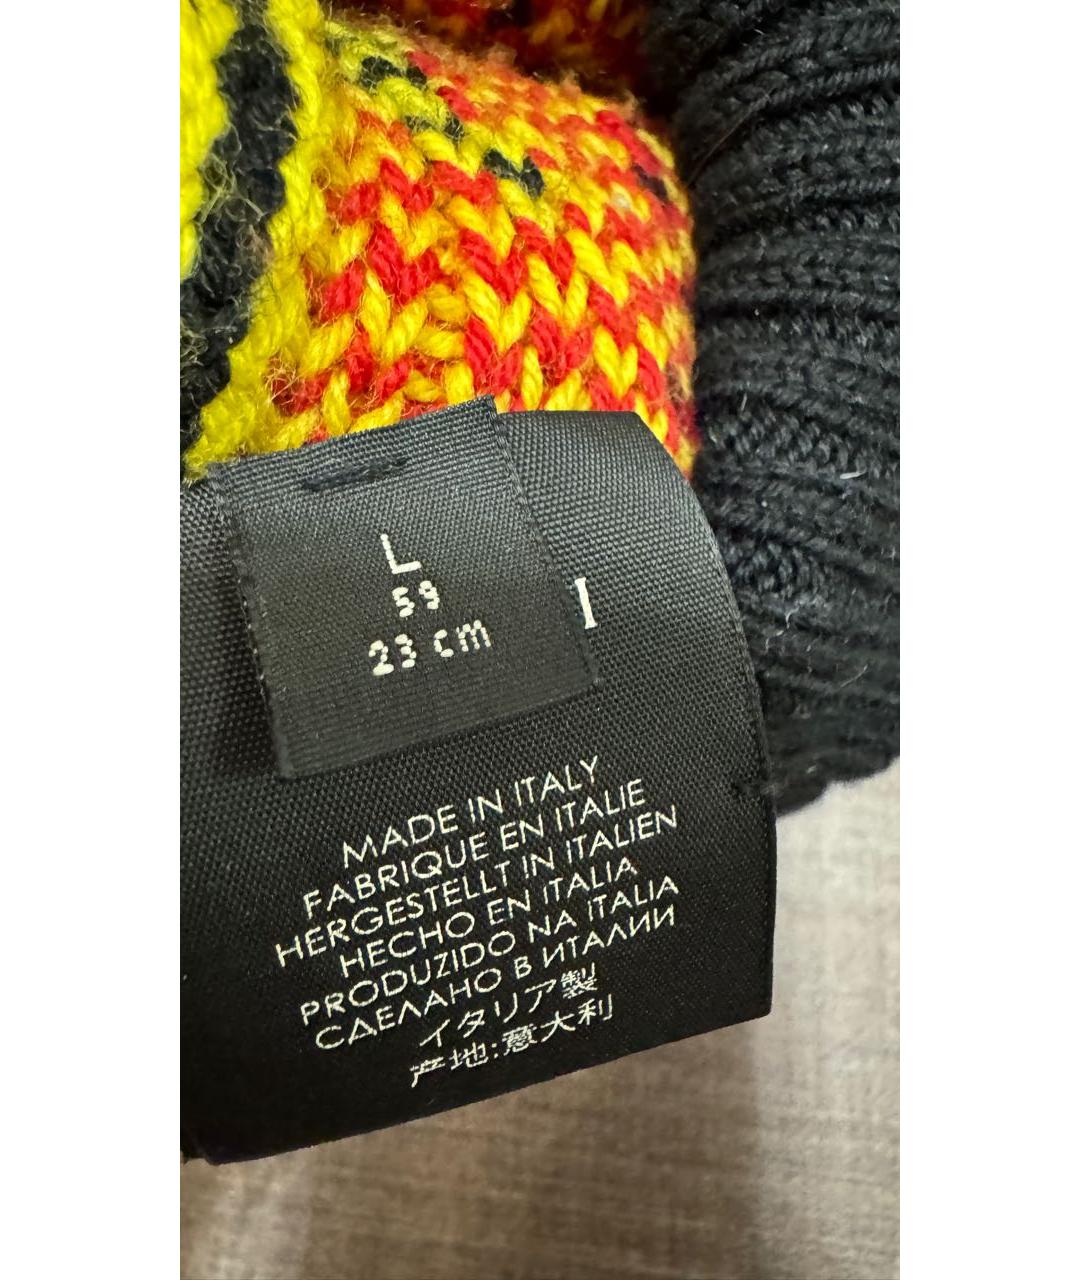 L
59
23 cm
I
MADE IN ITALY
FABRIQUE EN ITALIE
HERGESTELLT IN ITALIEN
HECHO EN ITALIA
PRODUZIDO NA ITALIA
СДЕЛАНО В ИТАЛИИ
イタリア製
产地:意大利